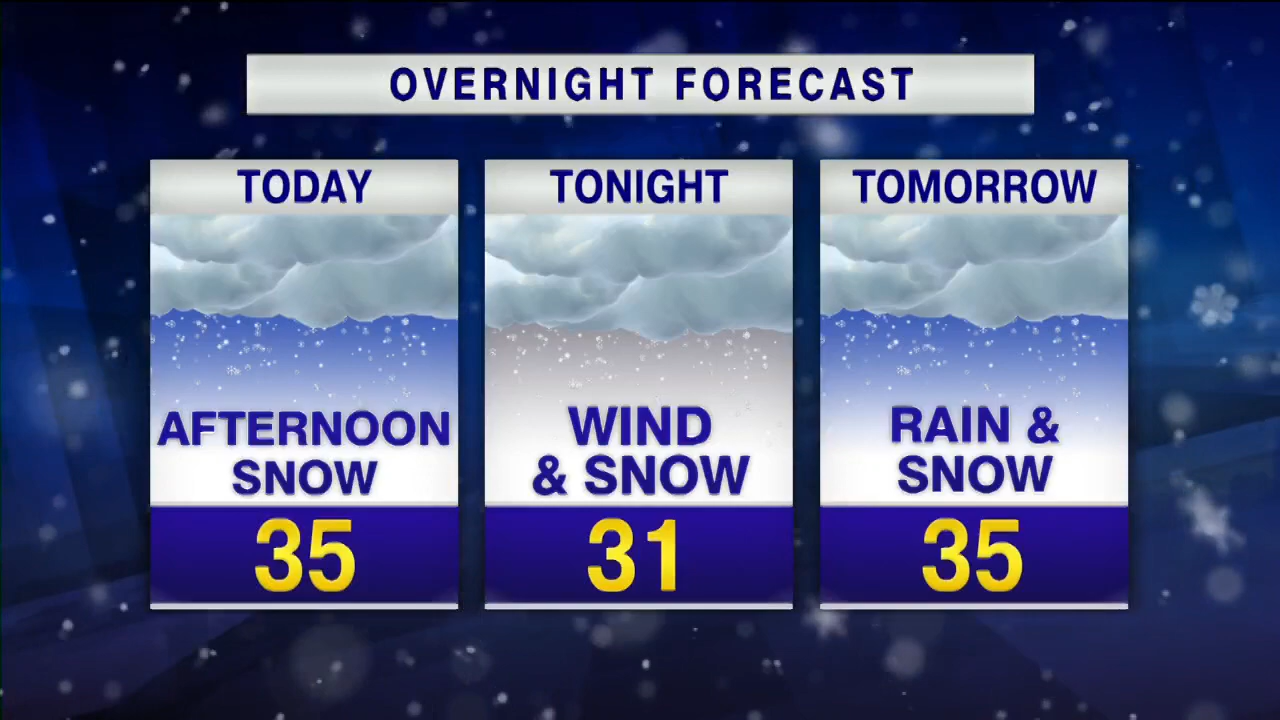 OVERNIGHT FORECAST
TODAY
AFTERNOON
SNOW
35
TONIGHT
WIND
& SNOW
31
TOMORROW
RAIN &
SNOW
35